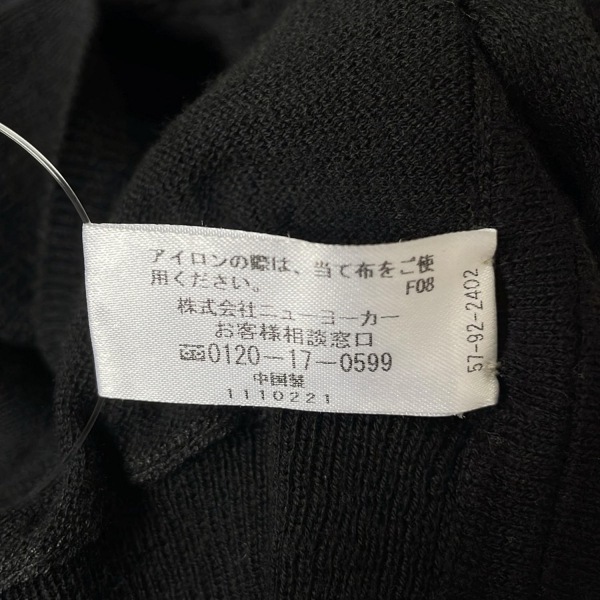 アイロンの際は、当て布をご使
用ください。
F08
株式会社ニューヨーカー
お客様相談窓口
0120-17-0599
中国製
1110221
57-92-2402